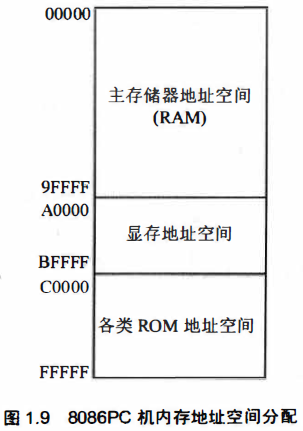 00000
主存储器地址空间
(RAM)
9FFFF
A0000
显存地址空间
BFFFF
C0000
各类 ROM 地址空间
FFFFF
图 1.9 8086PC 机内存地址空间分配